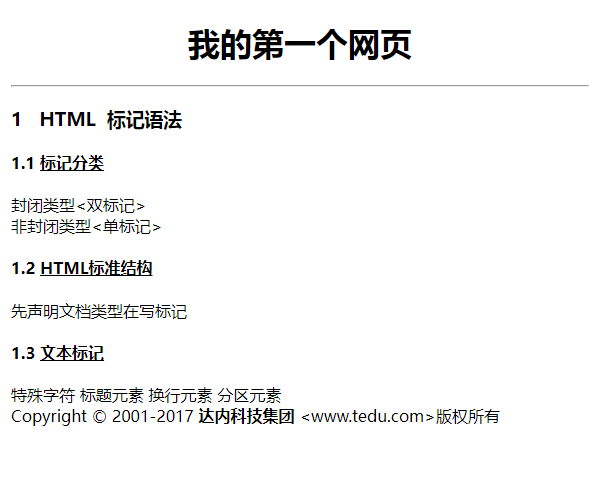 我的第一个网页
1 HTML 标记语法
1.1 标记分类
封闭类型<双标记>
非封闭类型<单标记>
1.2 HTML标准结构
先声明文档类型在写标记
1.3 文本标记
特殊字符 标题元素 换行元素 分区元素
Copyright © 2001-2017 达内科技集团 <www.tedu.com>版权所有